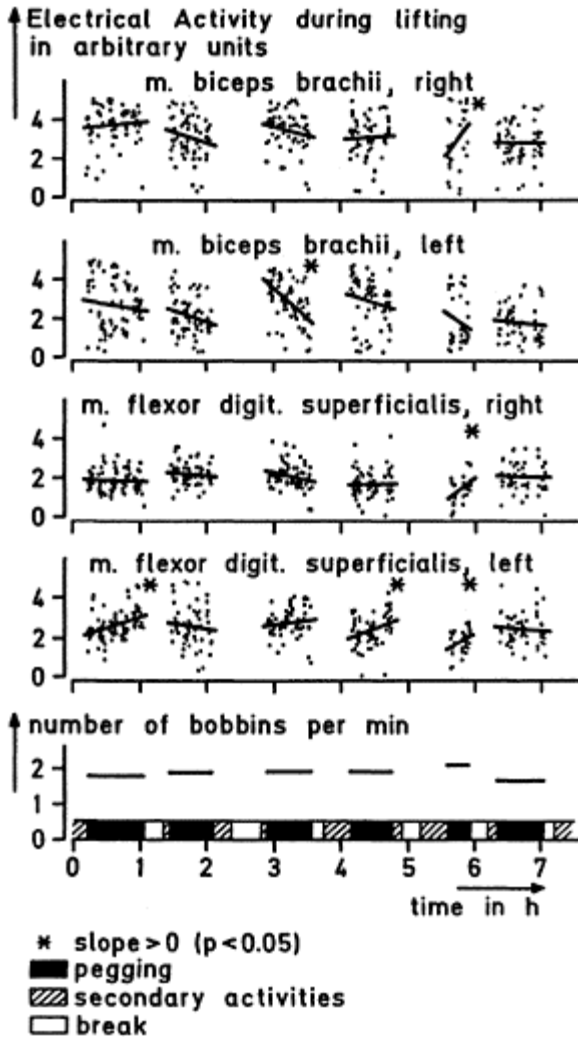 Electrical Activity during lifting
in arbitrary units
m. biceps brachii, right
*
4
2
0
m. biceps brachii, left
*
4
2
0
m. flexor digit. superficialis, right
*
4
2
0
m. flexor digit. superficialis, left
* * *
4
2
0
number of bobbins per min
2
1
0
0 1 2 3 4 5 6 7
time in h
* slope > 0 (p < 0.05)
pegging
secondary activities
break